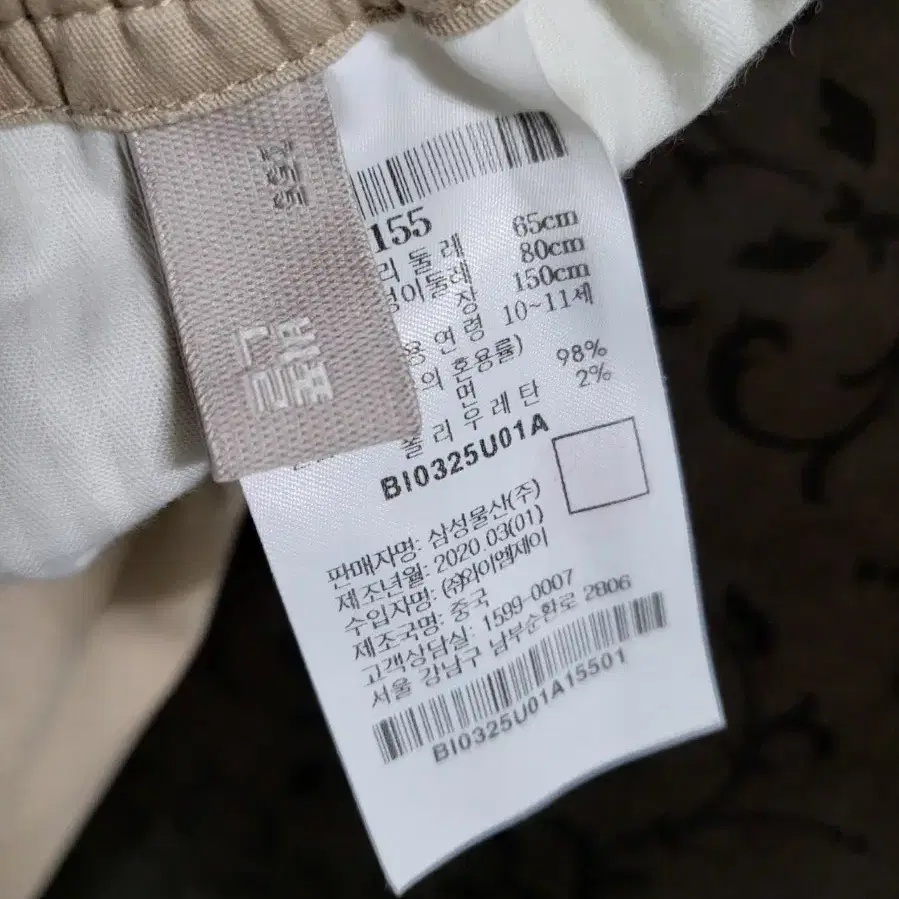 155
빈폴
155
리 둘레 65cm
덩이둘레 80cm
장 150cm
용 연 령 10~11세
의 혼용률)
면 98%
폴 리 우 레 탄 2%
BI0325U01A
판매자명: 삼성물산(주)
제조년월: 2020.03(01)
수입자명: (주)와이엠제이
제조국명: 중국
고객상담실: 1599-0007
서울 강남구 남부순환로 2806
BI0325U01A15501